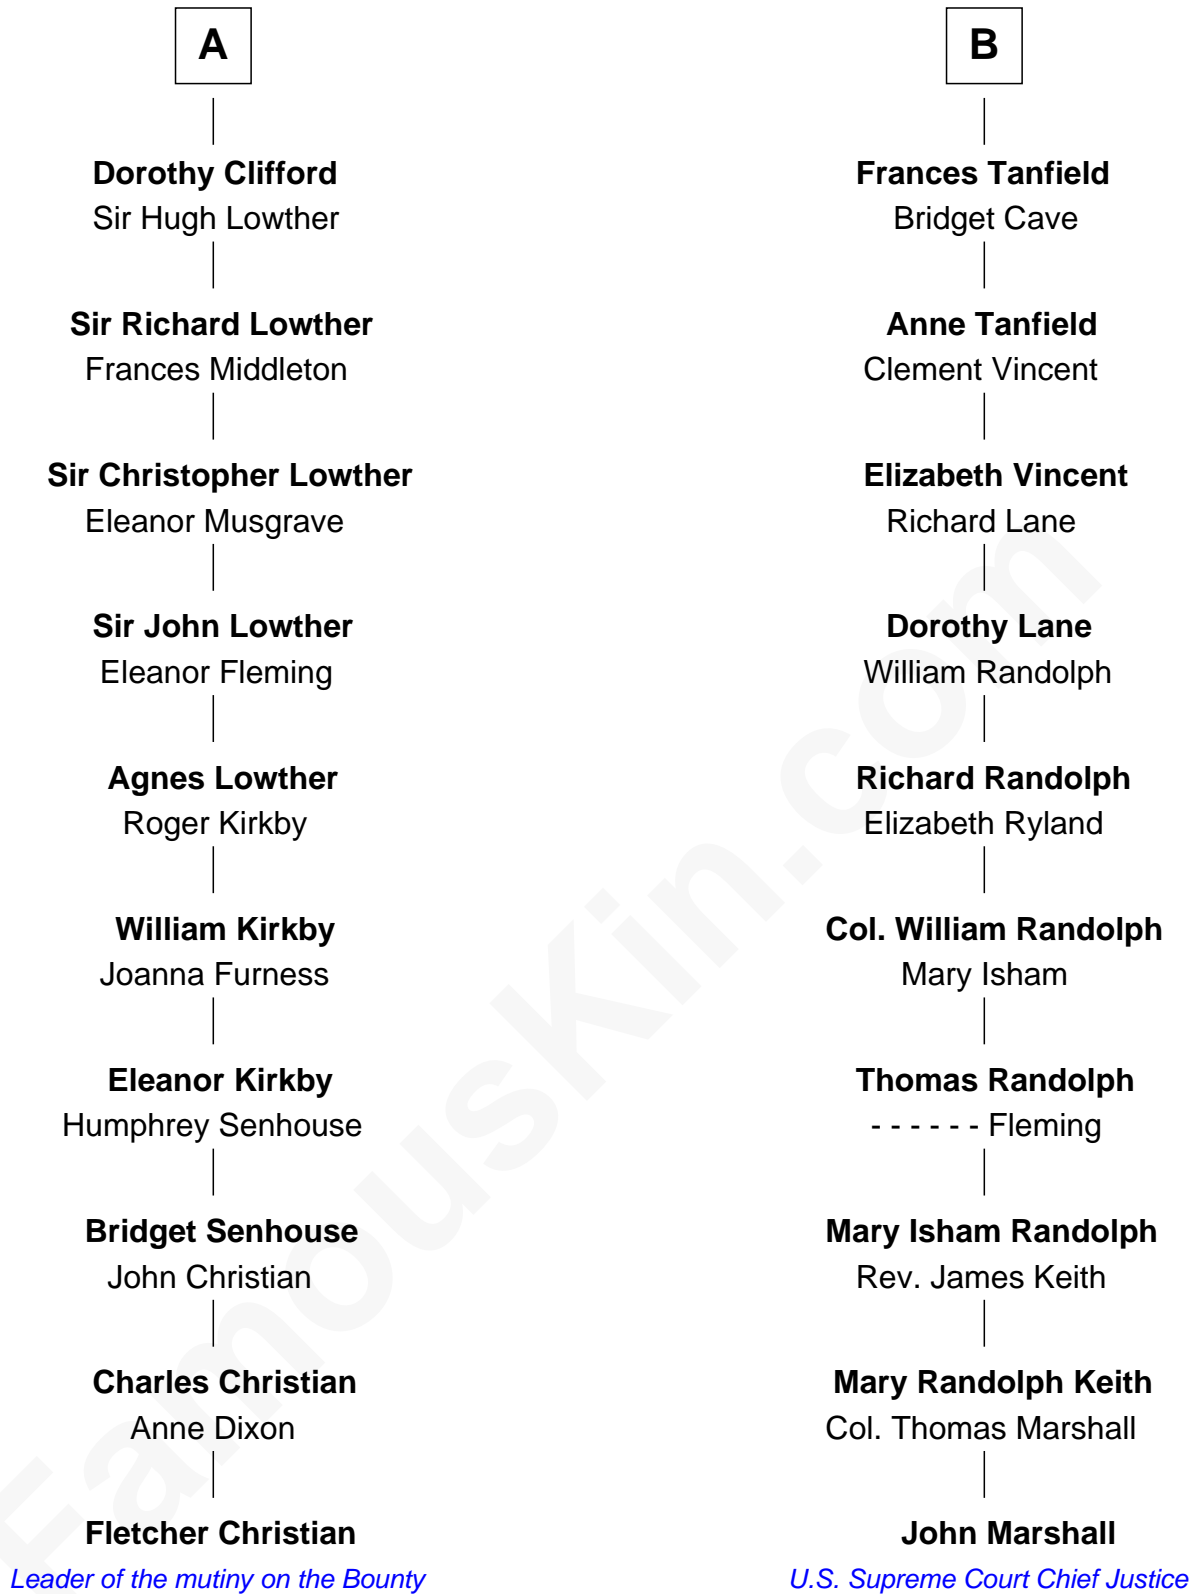 A
Dorothy Clifford
Sir Hugh Lowther
Sir Richard Lowther
Frances Middleton
Sir Christopher Lowther
Eleanor Musgrave
Sir John Lowther
Eleanor Fleming
Agnes Lowther
Roger Kirkby
William Kirkby
Joanna Furness
Eleanor Kirkby
Humphrey Senhouse
Bridget Senhouse
John Christian
Charles Christian
Anne Dixon
Fletcher Christian
Leader of the mutiny on the Bounty
B
Frances Tanfield
Bridget Cave
Anne Tanfield
Clement Vincent
Elizabeth Vincent
Richard Lane
Dorothy Lane
William Randolph
Richard Randolph
Elizabeth Ryland
Col. William Randolph
Mary Isham
Thomas Randolph
- - - - - - Fleming
Mary Isham Randolph
Rev. James Keith
Mary Randolph Keith
Col. Thomas Marshall
John Marshall
U.S. Supreme Court Chief Justice
FamousKin.com